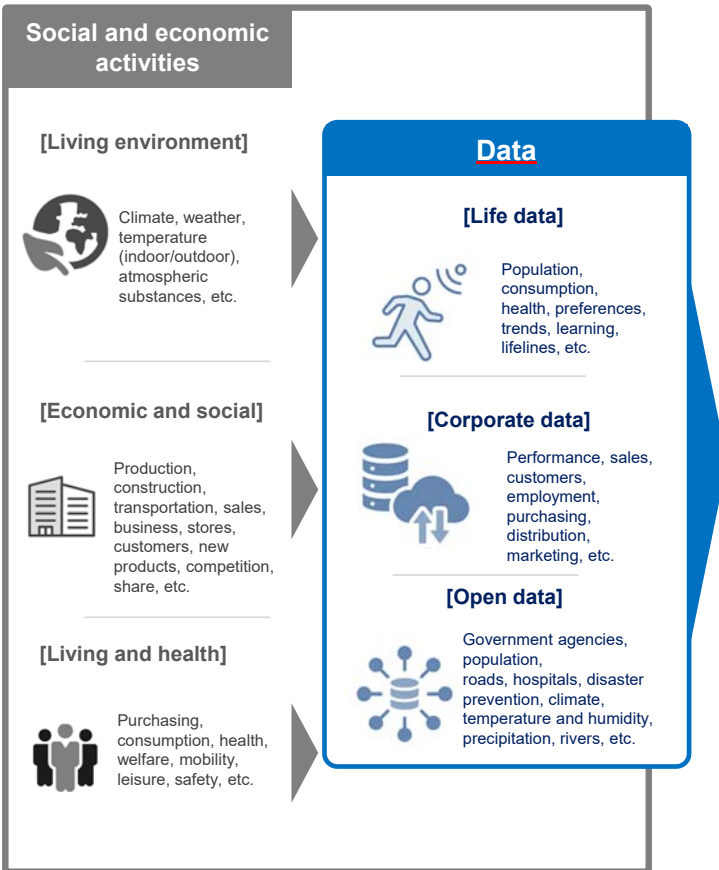 Social and economic
activities
[Living environment]
Climate, weather,
temperature
(indoor/outdoor),
atmospheric
substances, etc.
[Economic and social]
Production,
construction,
transportation, sales,
business, stores,
customers, new
products, competition,
share, etc.
[Living and health]
Purchasing,
consumption, health,
welfare, mobility,
leisure, safety, etc.
Data
[Life data]
Population,
consumption,
health, preferences,
trends, learning,
lifelines, etc.
[Corporate data]
Performance, sales,
customers,
employment,
purchasing,
distribution,
marketing, etc.
[Open data]
Government agencies,
population,
roads, hospitals, disaster
prevention, climate,
temperature and humidity,
precipitation, rivers, etc.